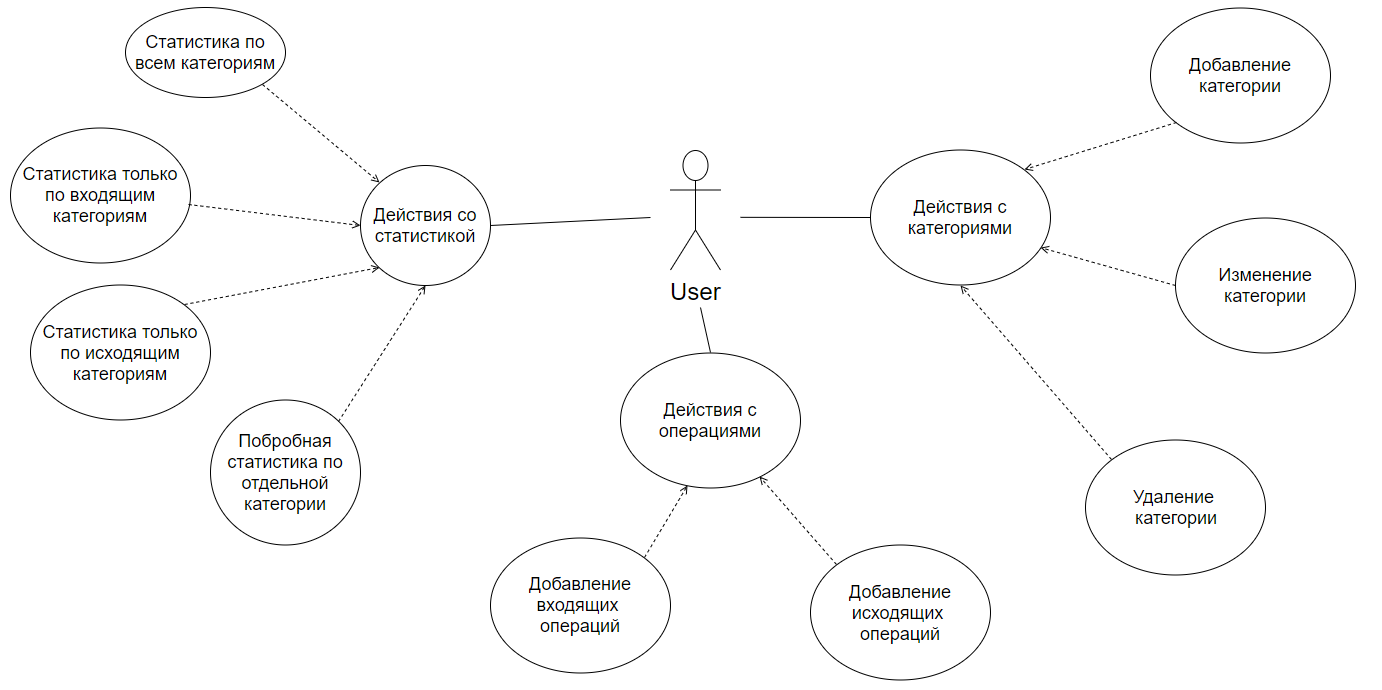 Статистика по
всем категориям
Добавление
категории
Статистика только
по входящим
категориям
Действия со
статистикой
User
Действия с
категориями
Изменение
категории
Статистика только
по исходящим
категориям
Действия с
операциями
Побробная
статистика по
отдельной
категории
Удаление
категории
Добавление
входящих
операций
Добавление
исходящих
операций